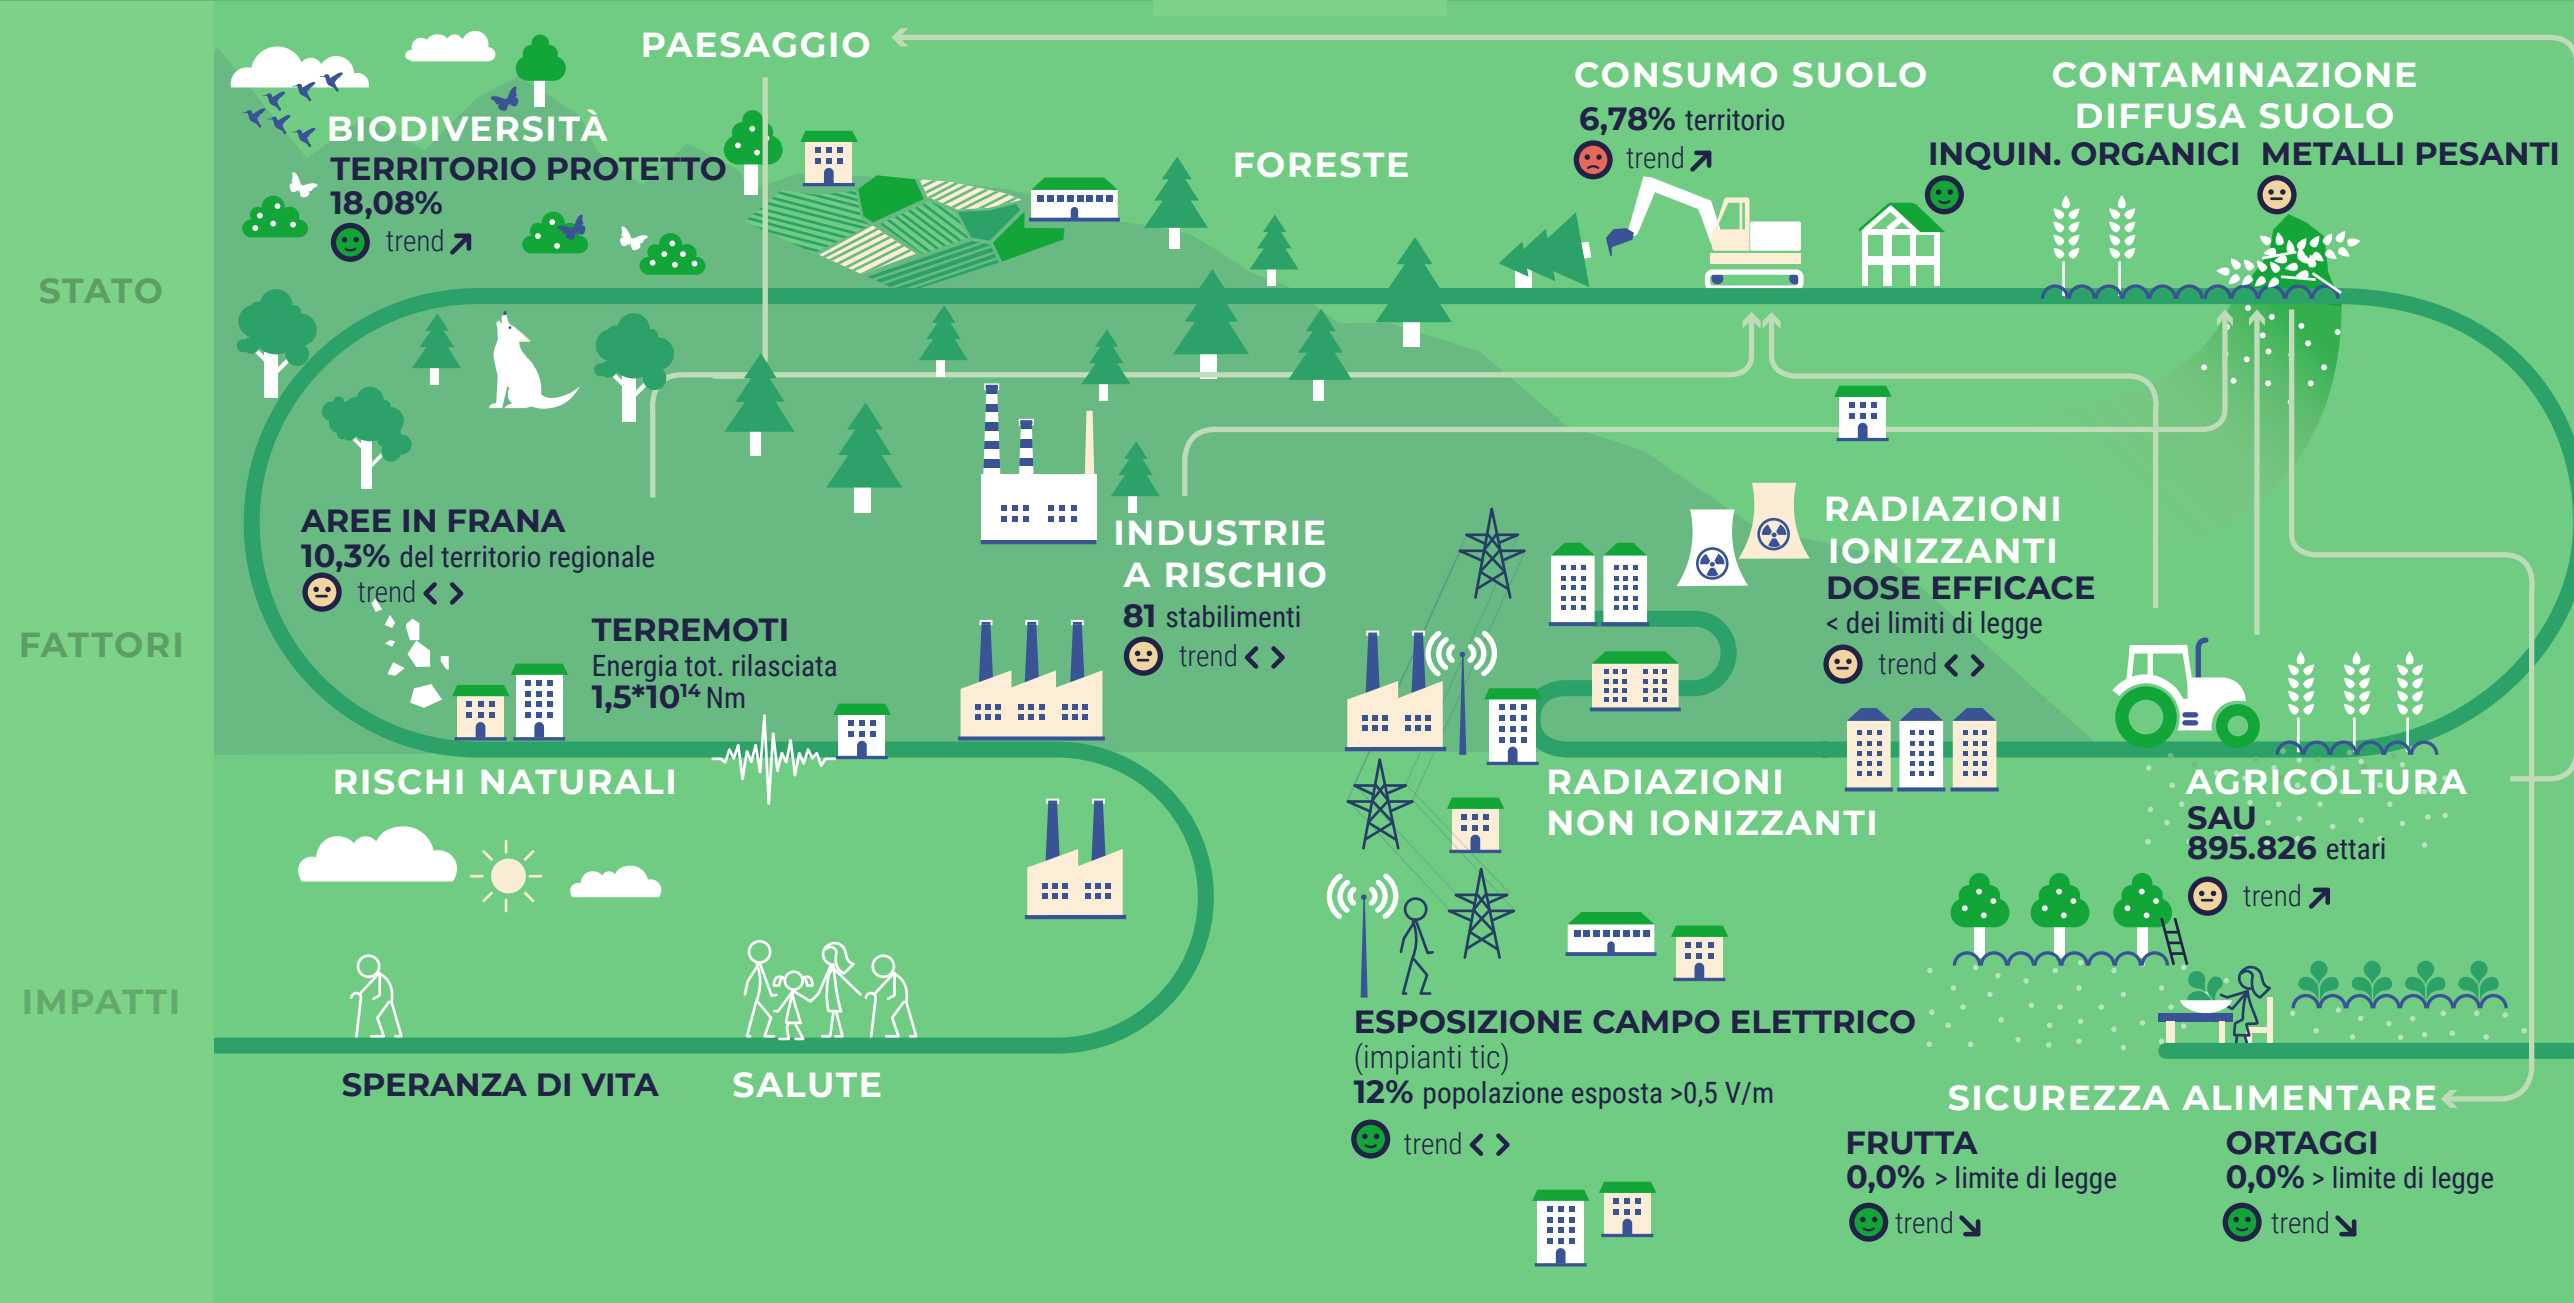 PAESAGGIO
BIODIVERSITÀ
TERRITORIO PROTETTO
18,08%
trend
FORESTE
CONSUMO SUOLO
6,78% territorio
trend
CONTAMINAZIONE
DIFFUSA SUOLO
INQUIN. ORGANICI METALLI PESANTI
STATO
AREE IN FRANA
10,3% del territorio regionale
trend < >
TERREMOTI
Energia tot. rilasciata
1,5*10¹⁴ Nm
INDUSTRIE
A RISCHIO
81 stabilimenti
trend < >
RADIAZIONI
IONIZZANTI
DOSE EFFICACE
< dei limiti di legge
trend < >
FATTORI
RISCHI NATURALI
RADIAZIONI
NON IONIZZANTI
AGRICOLTURA
SAU
895.826 ettari
trend
IMPATTI
ESPOSIZIONE CAMPO ELETTRICO
(impianti tic)
12% popolazione esposta >0,5 V/m
trend < >
SPERANZA DI VITA
SALUTE
SICUREZZA ALIMENTARE
FRUTTA
0,0% > limite di legge
trend
ORTAGGI
0,0% > limite di legge
trend